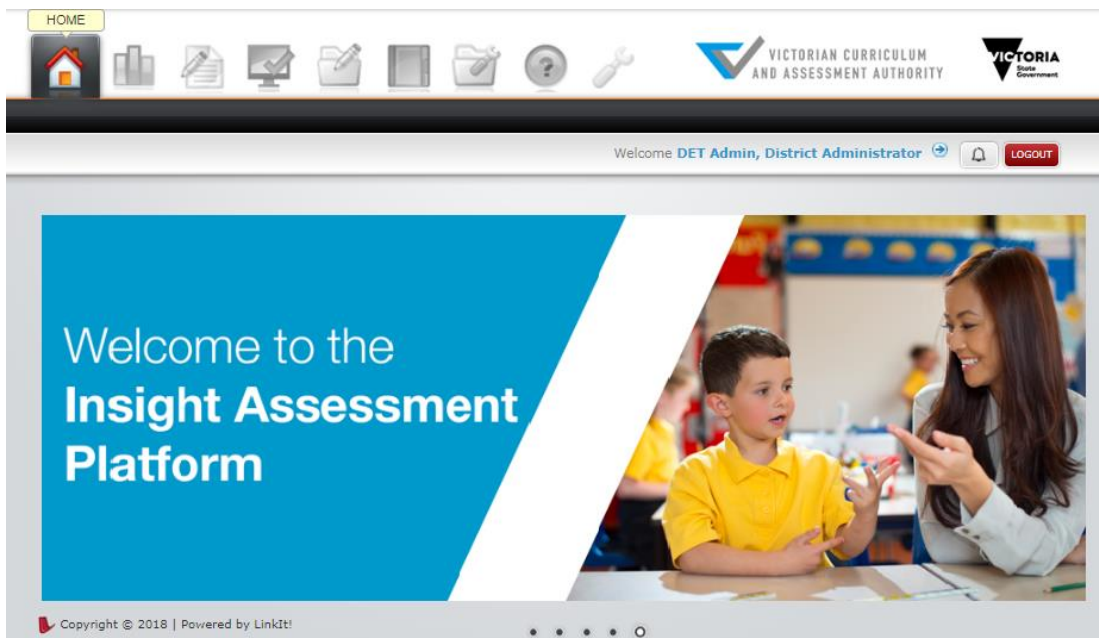 HOME
VICTORIAN CURRICULUM
AND ASSESSMENT AUTHORITY
VICTORIA
State
Government
Welcome DET Admin, District Administrator
LOGOUT
Welcome to the
Insight Assessment
Platform
Copyright © 2018 | Powered by LinkIt!